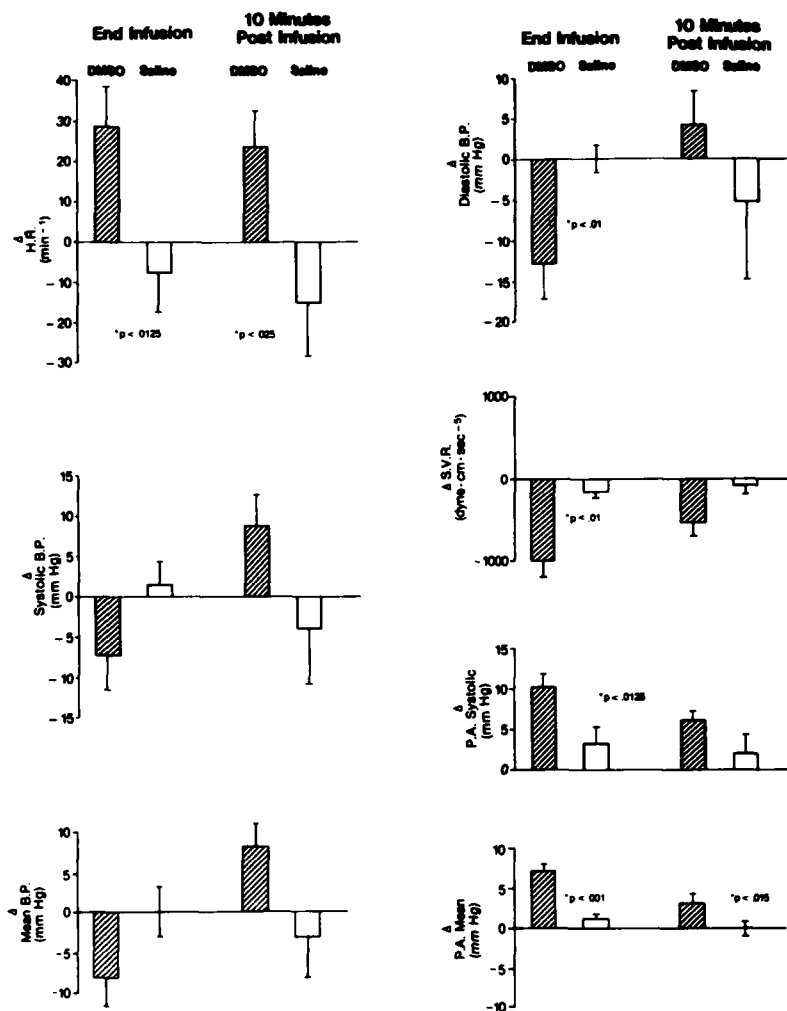 End Infusion
10 Minutes
Post Infusion
DMSO Saline DMSO Saline
40
30
20
10
0
- 10
- 20
- 30
Δ
H.R.
(min⁻¹)
*p < .0125
*p < .025
15
10
5
0
- 5
- 10
- 15
Δ
Systolic B.P.
(mm Hg)
10
5
0
-5
- 10
Δ
Mean B.P.
(mm Hg)
End Infusion
10 Minutes
Post Infusion
DMSO Saline DMSO Saline
10
5
0
- 5
- 10
- 15
- 20
Δ
Diastolic B.P.
(mm Hg)
*p < .01
1000
0
- 1000
Δ S.V.R.
(dyne·cm·sec⁻⁵)
*p < .01
15
10
5
0
Δ
P.A. Systolic
(mm Hg)
*p < .0125
10
5
0
- 5
- 10
Δ
P.A. Mean
(mm Hg)
*p < .001
*p < .015